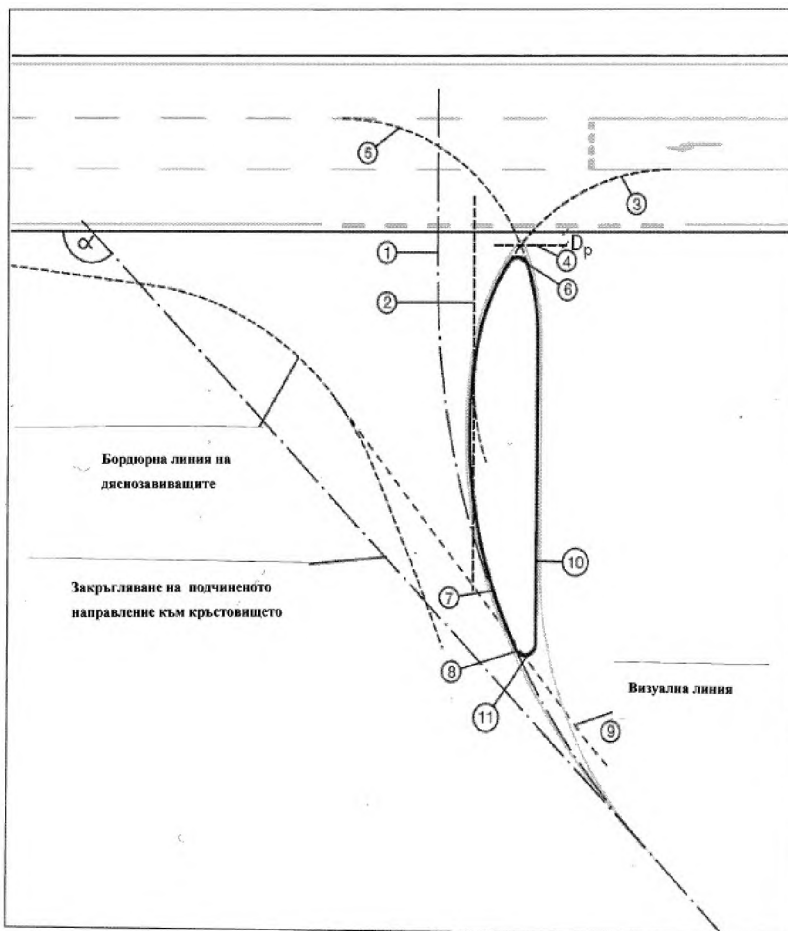 5
3
α
1
D_p
4
6
2
Бордюрна линия на
дяснозавиващите
10
Закръгляване на подчиненото
направление към кръстовището
7
8
Визуална линия
11
9